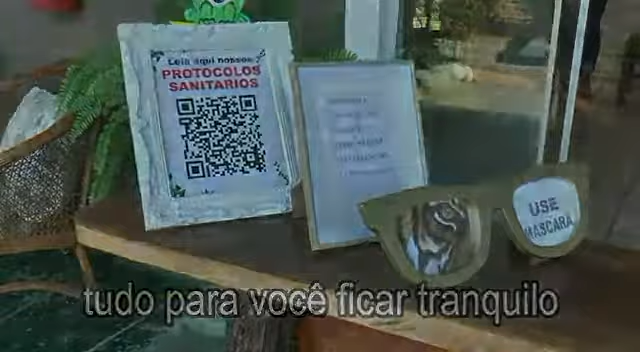 Leia aqui nossos
PROTOCOLOS
SANITARIOS
USE
MASCARA
tudo para você ficar tranquilo